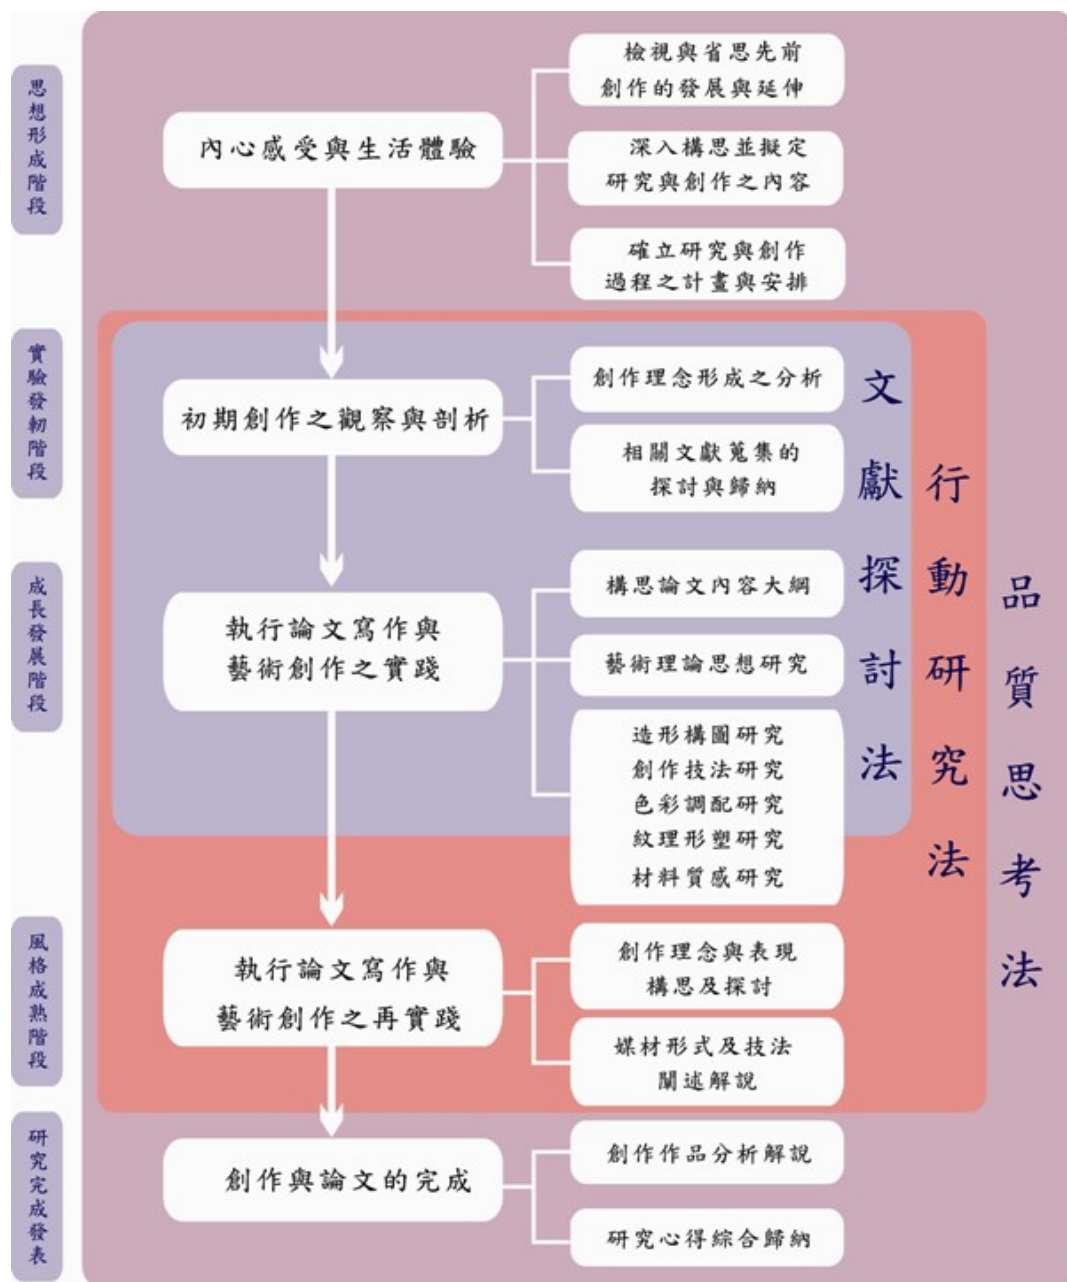 思想形成階段
內心感受與生活體驗
檢視與省思先前
創作的發展與延伸
深入構思並擬定
研究與創作之內容
確立研究與創作
過程之計畫與安排
實驗發軔階段
初期創作之觀察與剖析
創作理念形成之分析
相關文獻蒐集的
探討與歸納
成長發展階段
執行論文寫作與
藝術創作之實踐
構思論文內容大綱
藝術理論思想研究
造形構圖研究
創作技法研究
色彩調配研究
紋理形塑研究
材料質感研究
風格成熟階段
執行論文寫作與
藝術創作之再實踐
創作理念與表現
構思及探討
媒材形式及技法
闡述解說
研究完成發表
創作與論文的完成
創作作品分析解說
研究心得綜合歸納
文獻探討法
行動研究法
品質思考法